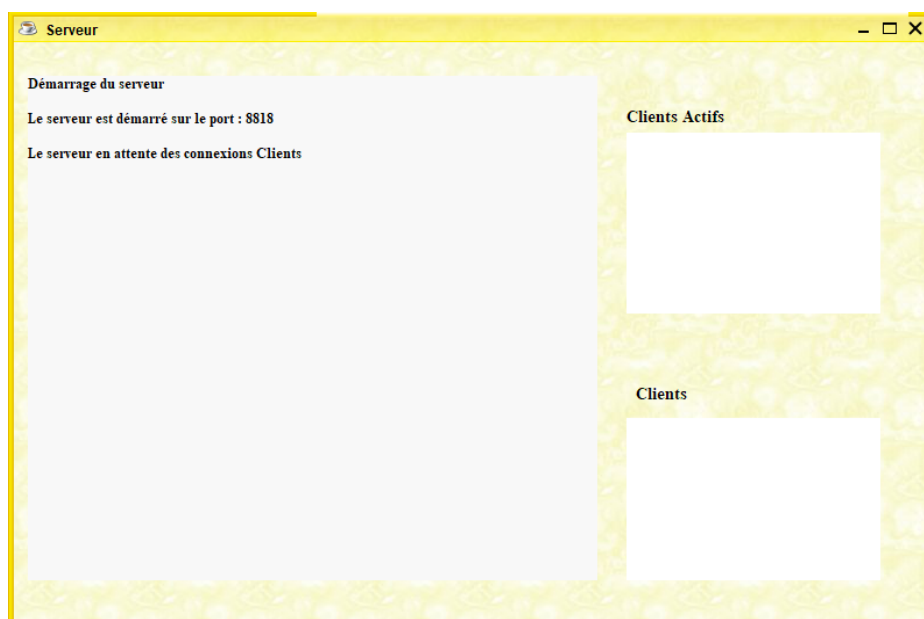 Serveur
Démarrage du serveur
Le serveur est démarré sur le port : 8818
Le serveur en attente des connexions Clients
Clients Actifs
Clients